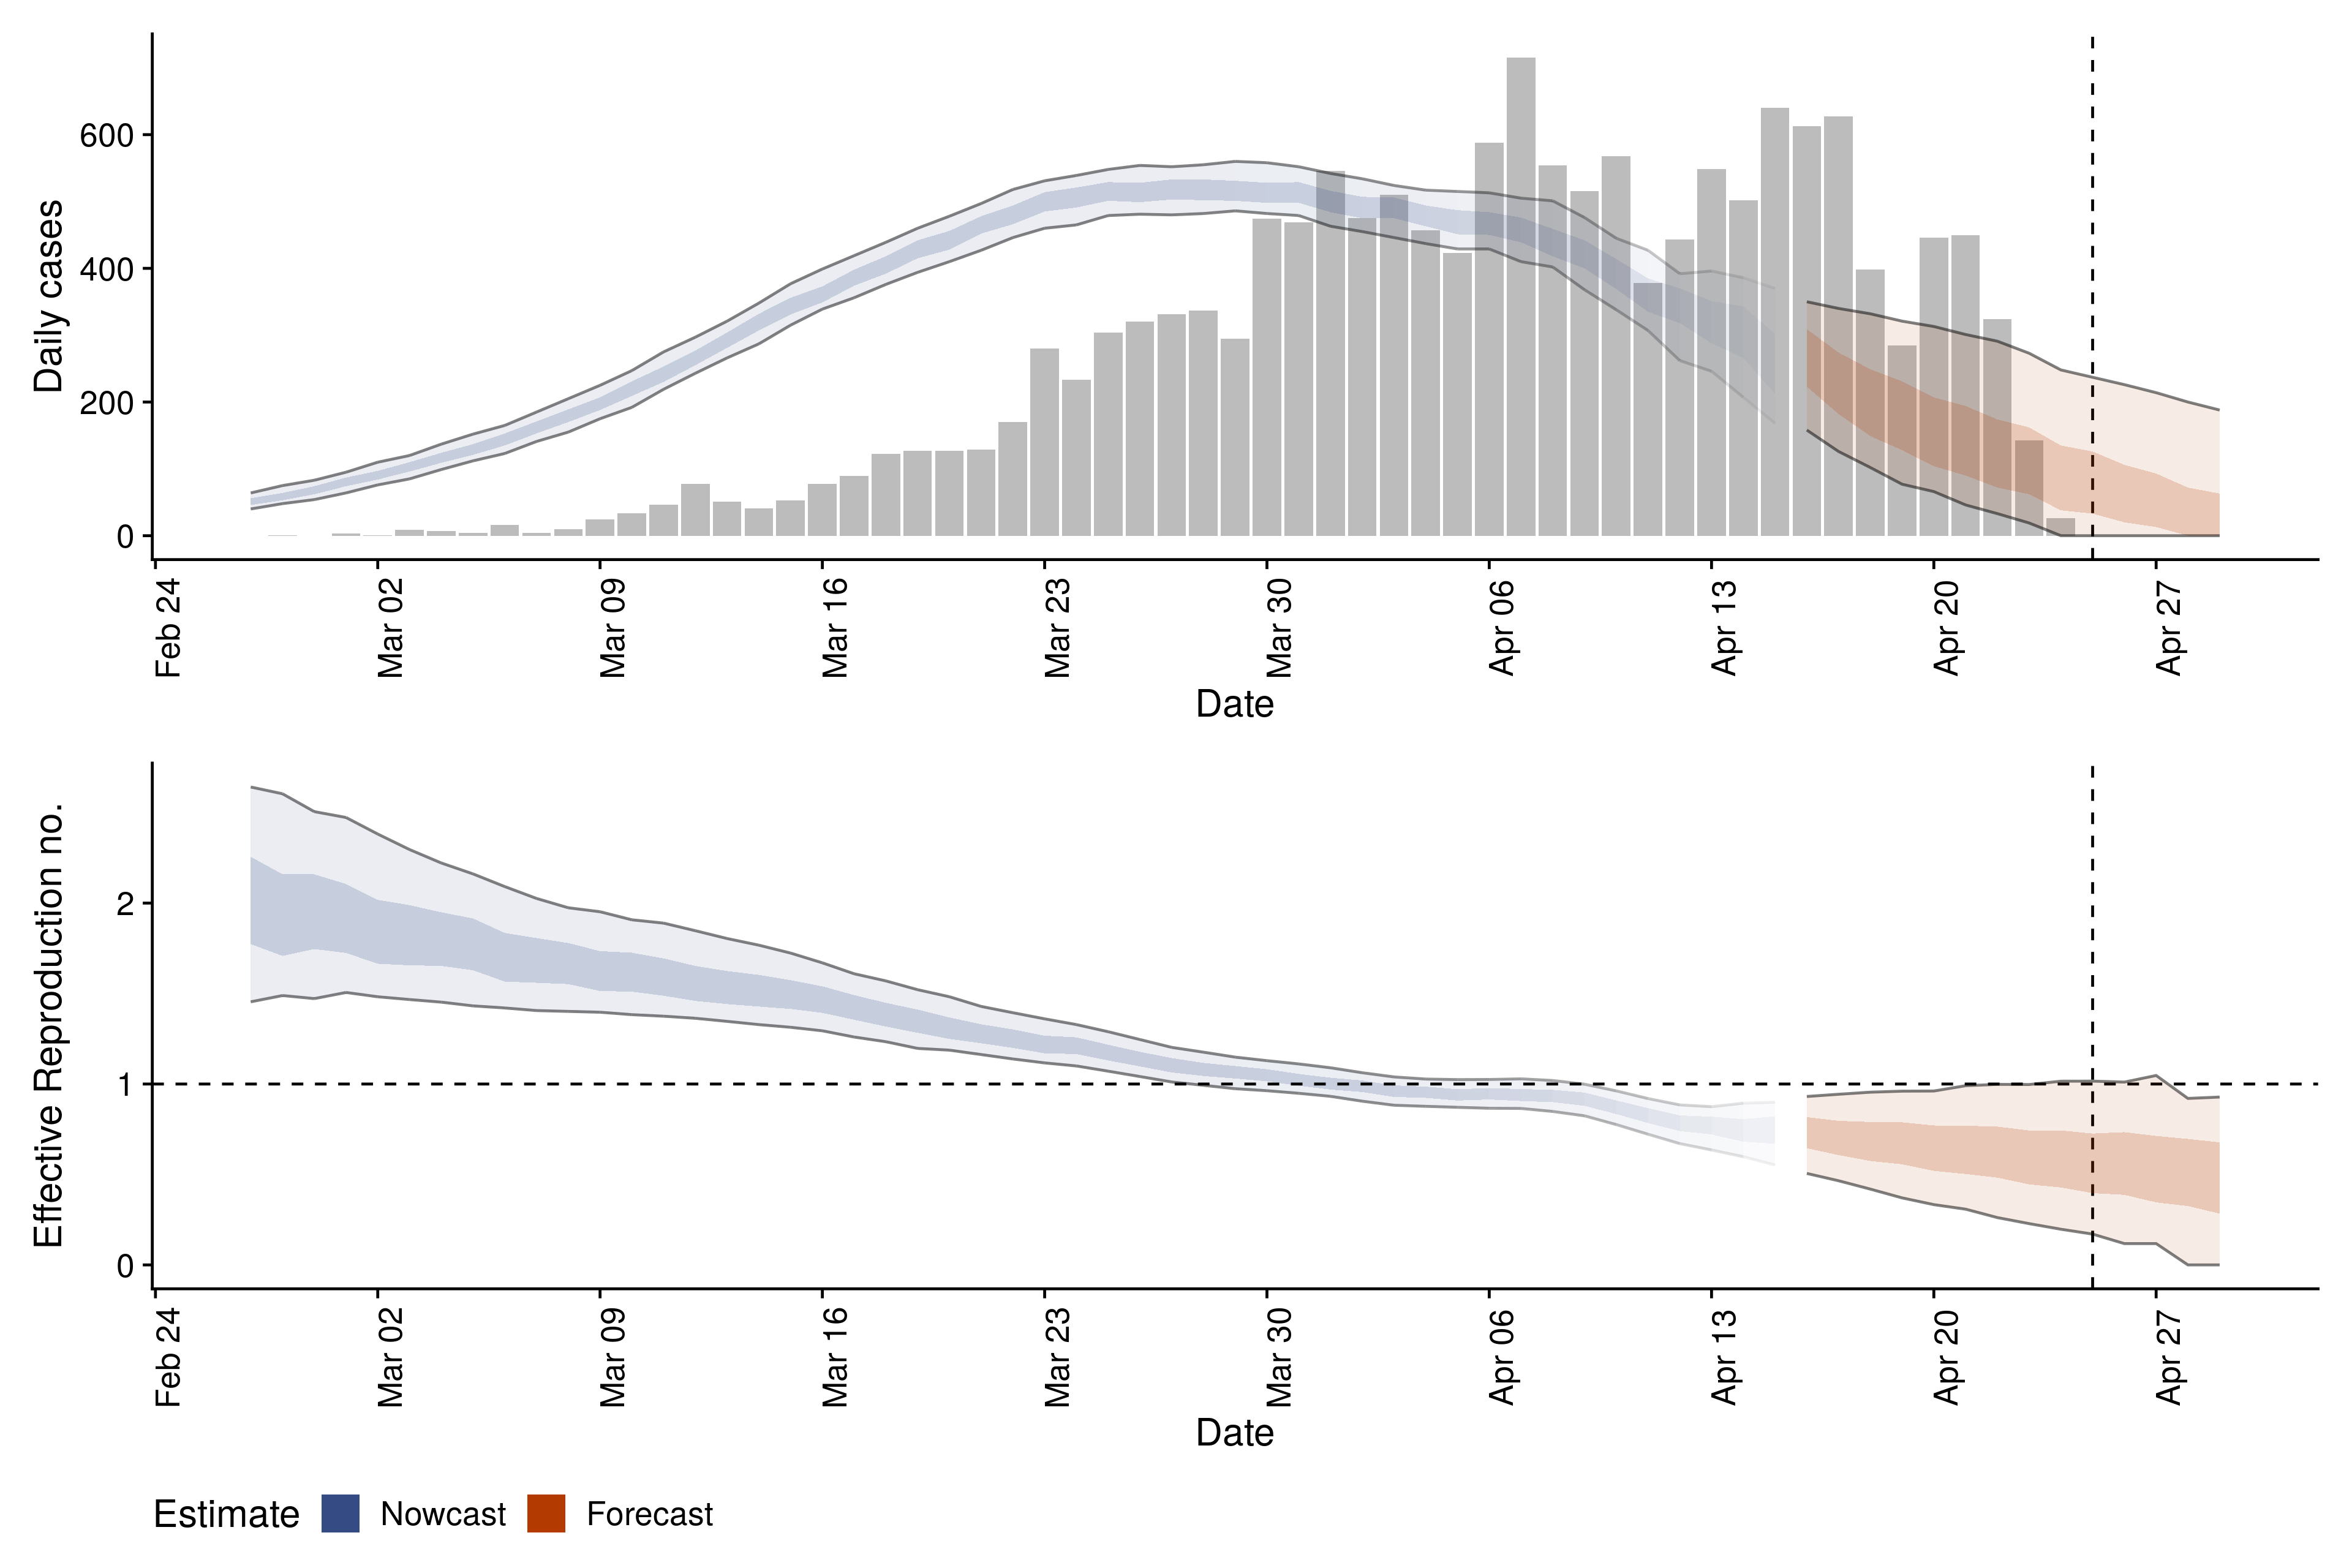 Daily cases
600
400
200
0
Feb 24
Mar 02
Mar 09
Mar 16
Mar 23
Mar 30
Apr 06
Apr 13
Apr 20
Apr 27
Date
Effective Reproduction no.
2
1
0
Feb 24
Mar 02
Mar 09
Mar 16
Mar 23
Mar 30
Apr 06
Apr 13
Apr 20
Apr 27
Date
Estimate Nowcast Forecast